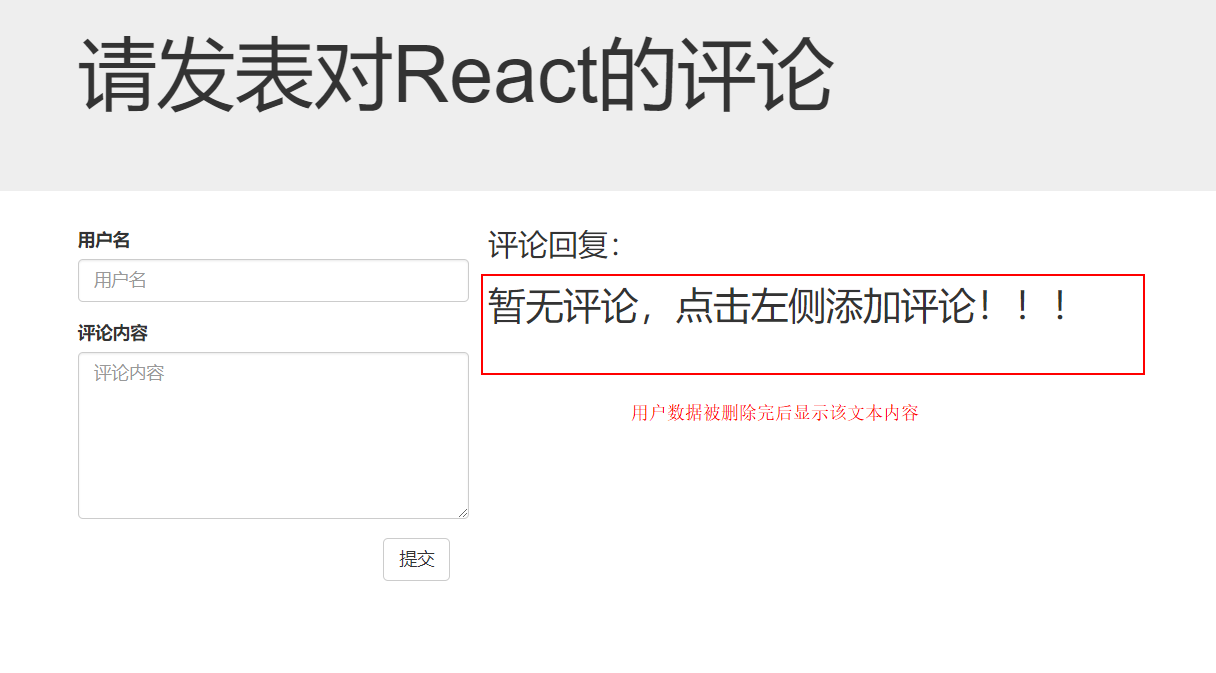 请发表对React的评论
用户名
用户名
评论内容
评论内容
提交
评论回复：
暂无评论，点击左侧添加评论！！！
用户数据被删除完后显示该文本内容